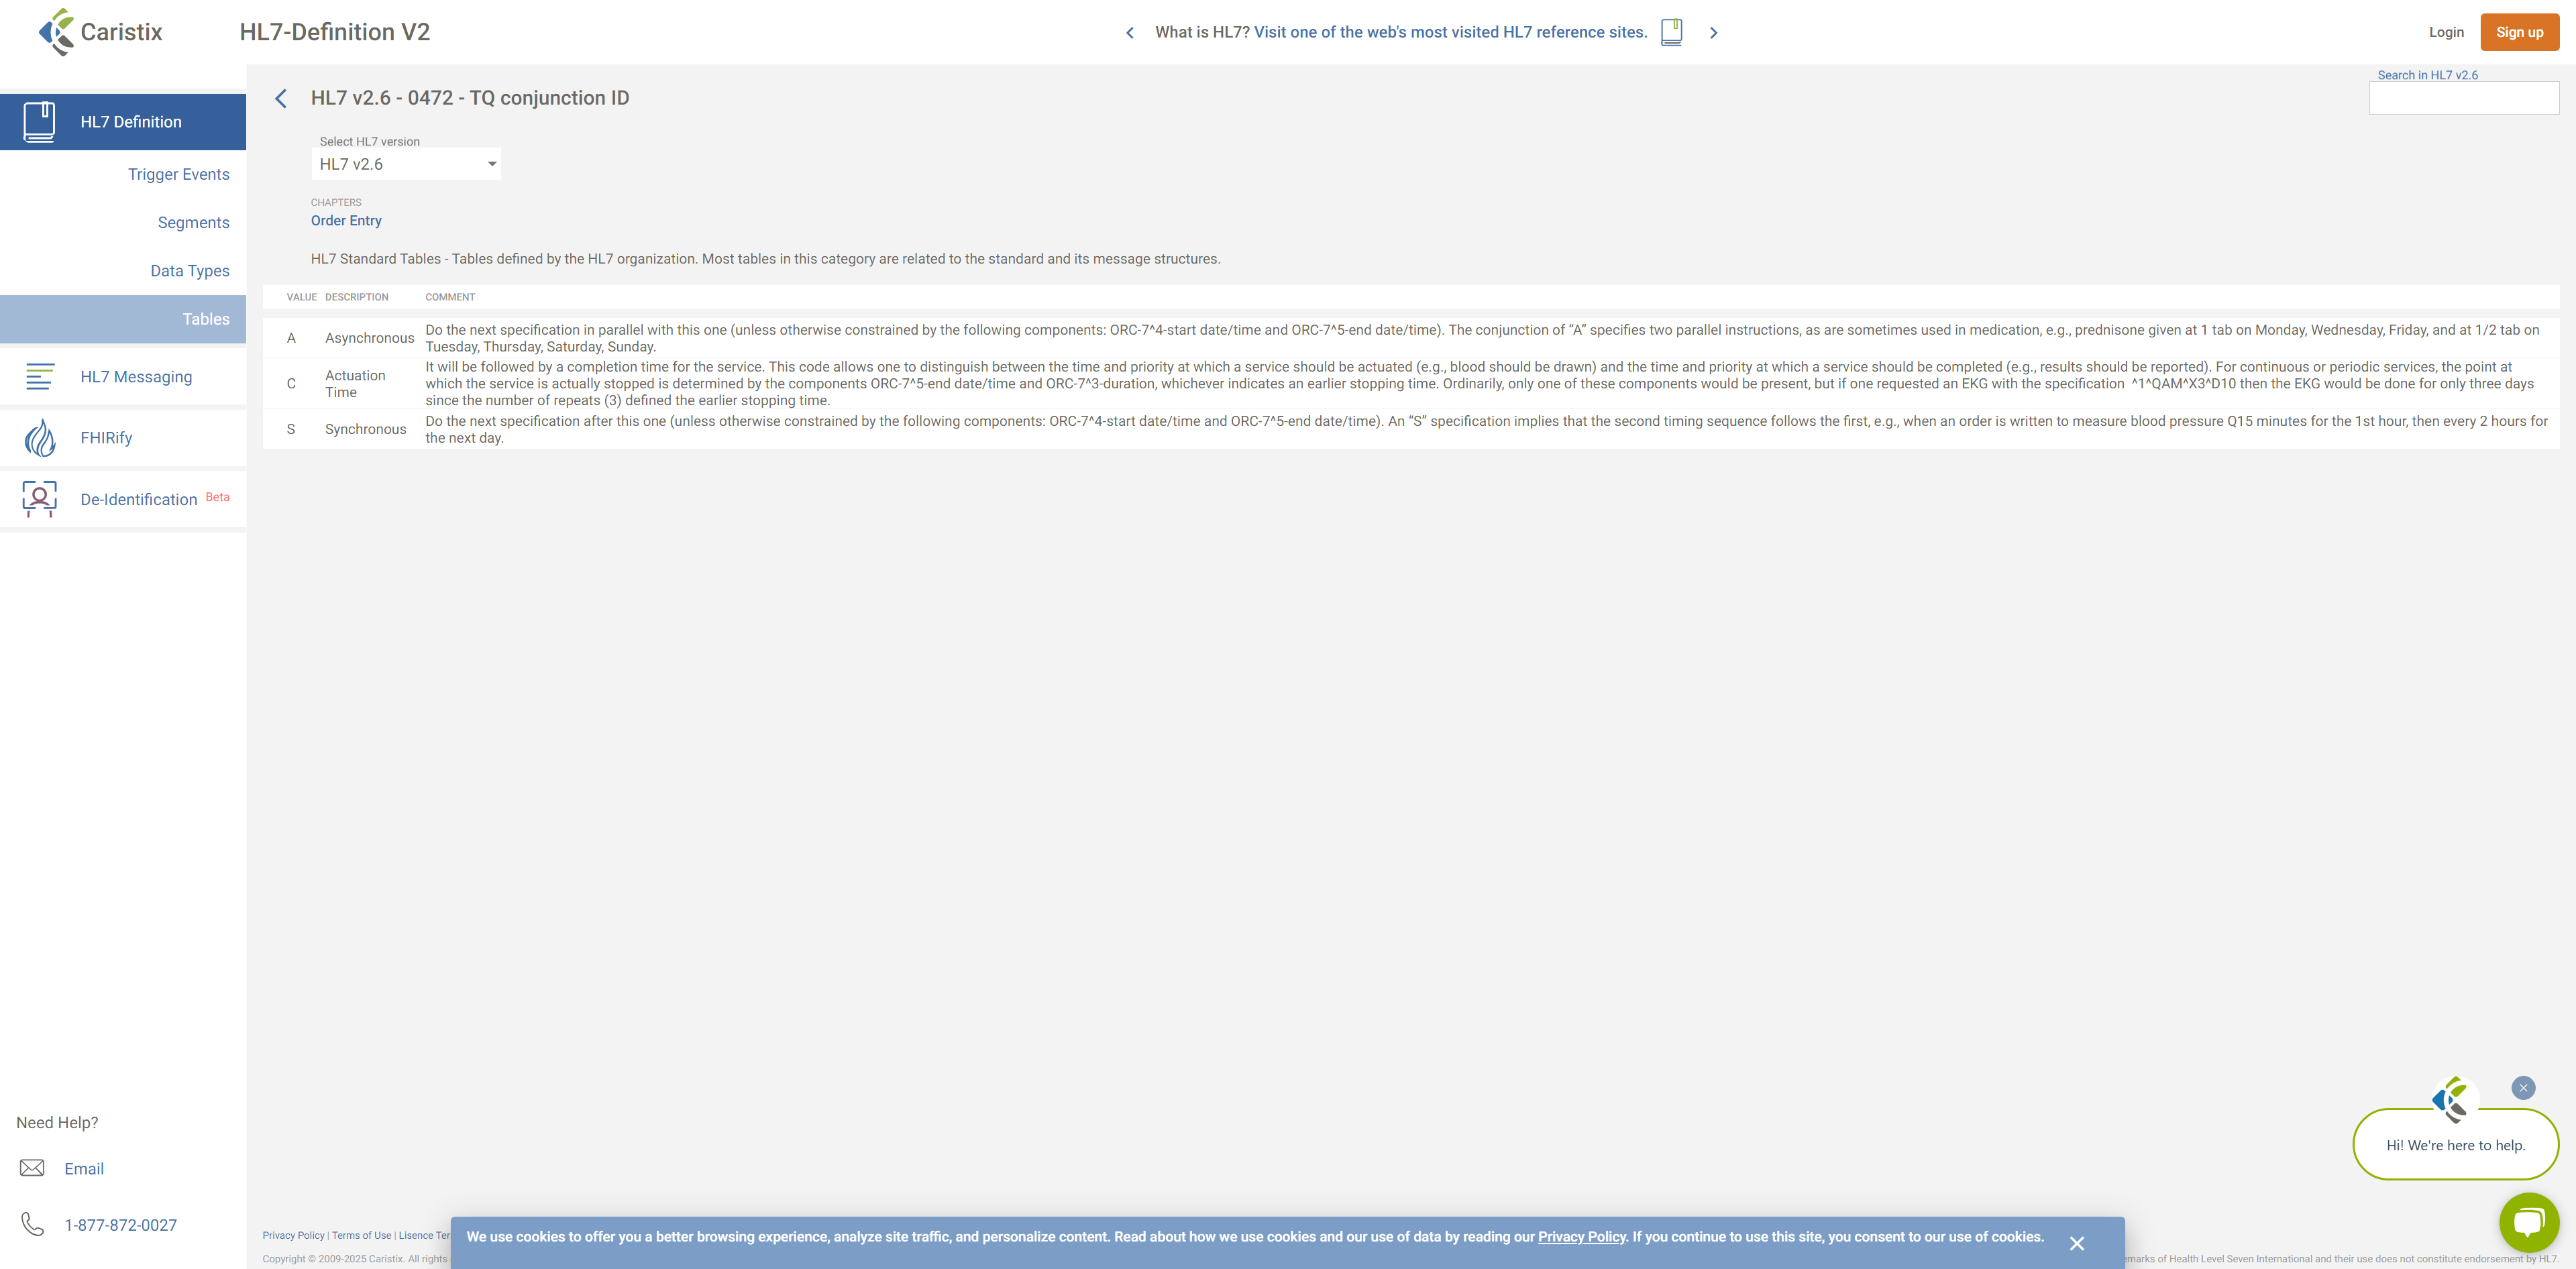 Caristix
HL7-Definition V2
What is HL7? Visit one of the web's most visited HL7 reference sites.
Login
Sign up
HL7 Definition
Trigger Events
Segments
Data Types
Tables
HL7 Messaging
FHIRify
De-Identification Beta
Need Help?
Email
1-877-872-0027
HL7 v2.6 - 0472 - TQ conjunction ID
Search in HL7 v2.6
Select HL7 version
HL7 v2.6
CHAPTERS
Order Entry
HL7 Standard Tables - Tables defined by the HL7 organization. Most tables in this category are related to the standard and its message structures.
VALUE DESCRIPTION COMMENT
A Asynchronous Do the next specification in parallel with this one (unless otherwise constrained by the following components: ORC-7^4-start date/time and ORC-7^5-end date/time). The conjunction of “A” specifies two parallel instructions, as are sometimes used in medication, e.g., prednisone given at 1 tab on Monday, Wednesday, Friday, and at 1/2 tab on
Tuesday, Thursday, Saturday, Sunday.
C Actuation Time It will be followed by a completion time for the service. This code allows one to distinguish between the time and priority at which a service should be actuated (e.g., blood should be drawn) and the time and priority at which a service should be completed (e.g., results should be reported). For continuous or periodic services, the point at
which the service is actually stopped is determined by the components ORC-7^5-end date/time and ORC-7^3-duration, whichever indicates an earlier stopping time. Ordinarily, only one of these components would be present, but if one requested an EKG with the specification ^1^QAM^X3^D10 then the EKG would be done for only three days
since the number of repeats (3) defined the earlier stopping time.
S Synchronous Do the next specification after this one (unless otherwise constrained by the following components: ORC-7^4-start date/time and ORC-7^5-end date/time). An “S” specification implies that the second timing sequence follows the first, e.g., when an order is written to measure blood pressure Q15 minutes for the 1st hour, then every 2 hours for
the next day.
Hi! We're here to help.
Privacy Policy | Terms of Use | Lisence Ter
We use cookies to offer you a better browsing experience, analyze site traffic, and personalize content. Read about how we use cookies and our use of data by reading our Privacy Policy. If you continue to use this site, you consent to our use of cookies.
Copyright © 2009-2025 Caristix. All rights
emarks of Health Level Seven International and their use does not constitute endorsement by HL7.